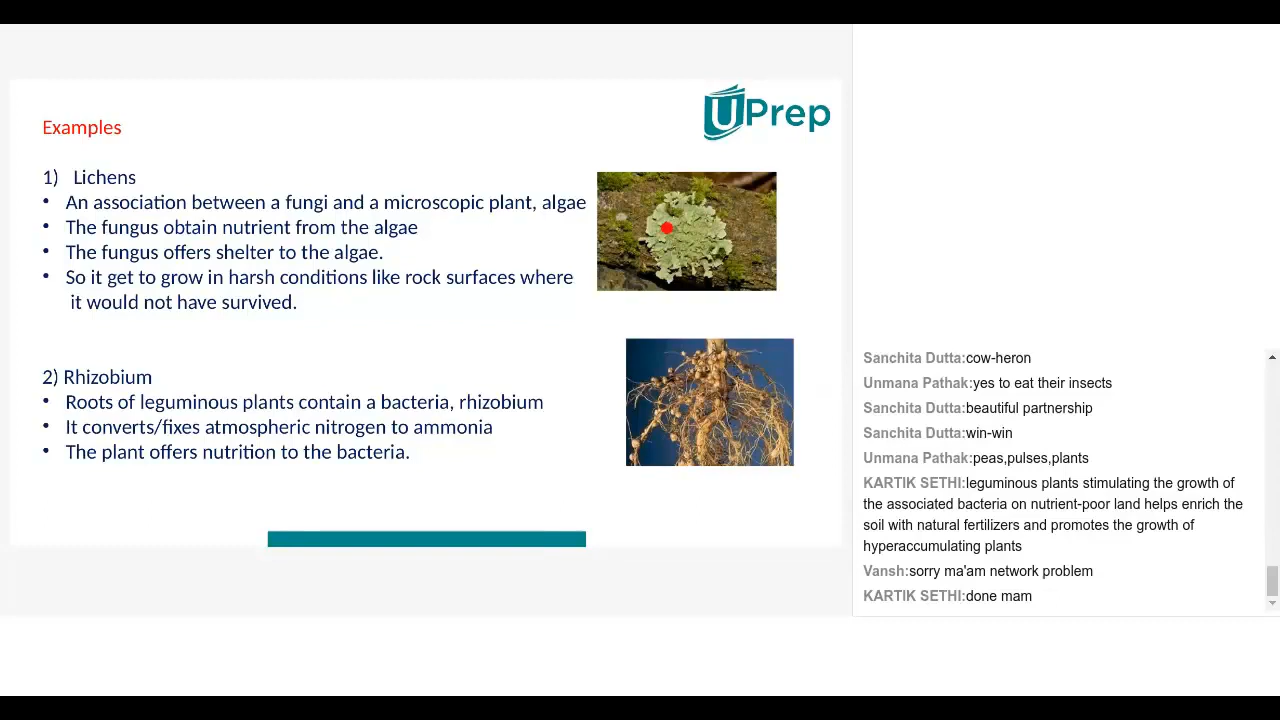 UPrep
Examples
1) Lichens
• An association between a fungi and a microscopic plant, algae
• The fungus obtain nutrient from the algae
• The fungus offers shelter to the algae.
• So it get to grow in harsh conditions like rock surfaces where
it would not have survived.
2) Rhizobium
• Roots of leguminous plants contain a bacteria, rhizobium
• It converts/fixes atmospheric nitrogen to ammonia
• The plant offers nutrition to the bacteria.
Sanchita Dutta:cow-heron
Unmana Pathak:yes to eat their insects
Sanchita Dutta:beautiful partnership
Sanchita Dutta:win-win
Unmana Pathak:peas,pulses,plants
KARTIK SETHI:leguminous plants stimulating the growth of
the associated bacteria on nutrient-poor land helps enrich the
soil with natural fertilizers and promotes the growth of
hyperaccumulating plants
Vansh:sorry ma'am network problem
KARTIK SETHI:done mam